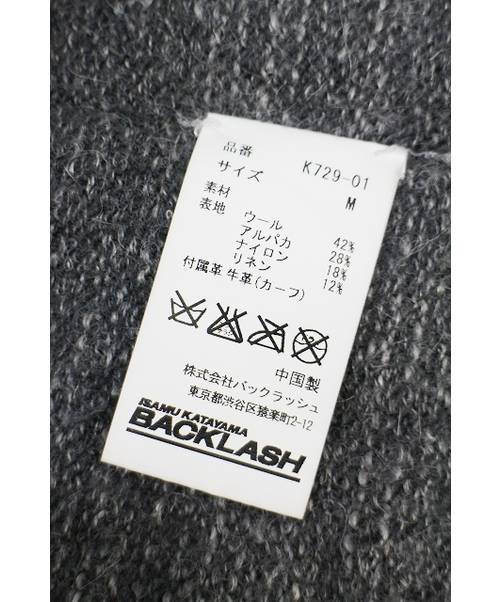 品番 K729-01
サイズ M
素材
表地 ウール 42%
アルパカ 28%
ナイロン 18%
リネン 12%
付属革 牛革(カーフ)
中国製
株式会社バックラッシュ
東京都渋谷区猿楽町2-12
ISAMU KATAYAMA
BACKLASH